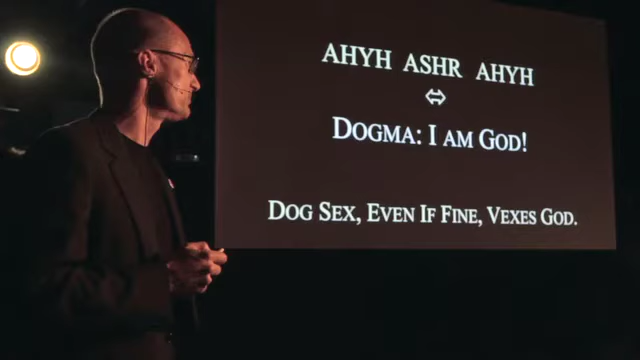 AHYH ASHR AHYH
⇔
DOGMA: I AM GOD!
DOG SEX, EVEN IF FINE, VEXES GOD.